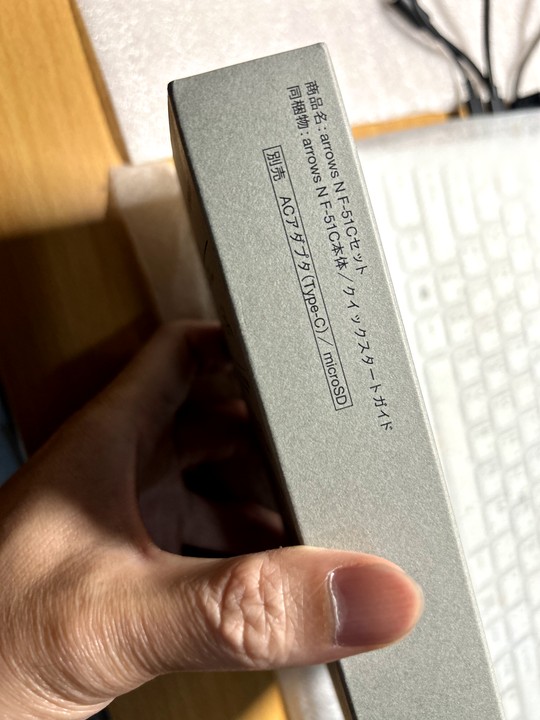 商品名:arrows N F-51Cセット
同梱物:arrows N F-51C本体/クイックスタートガイド
別売 ACアダプタ(Type-C)/microSD